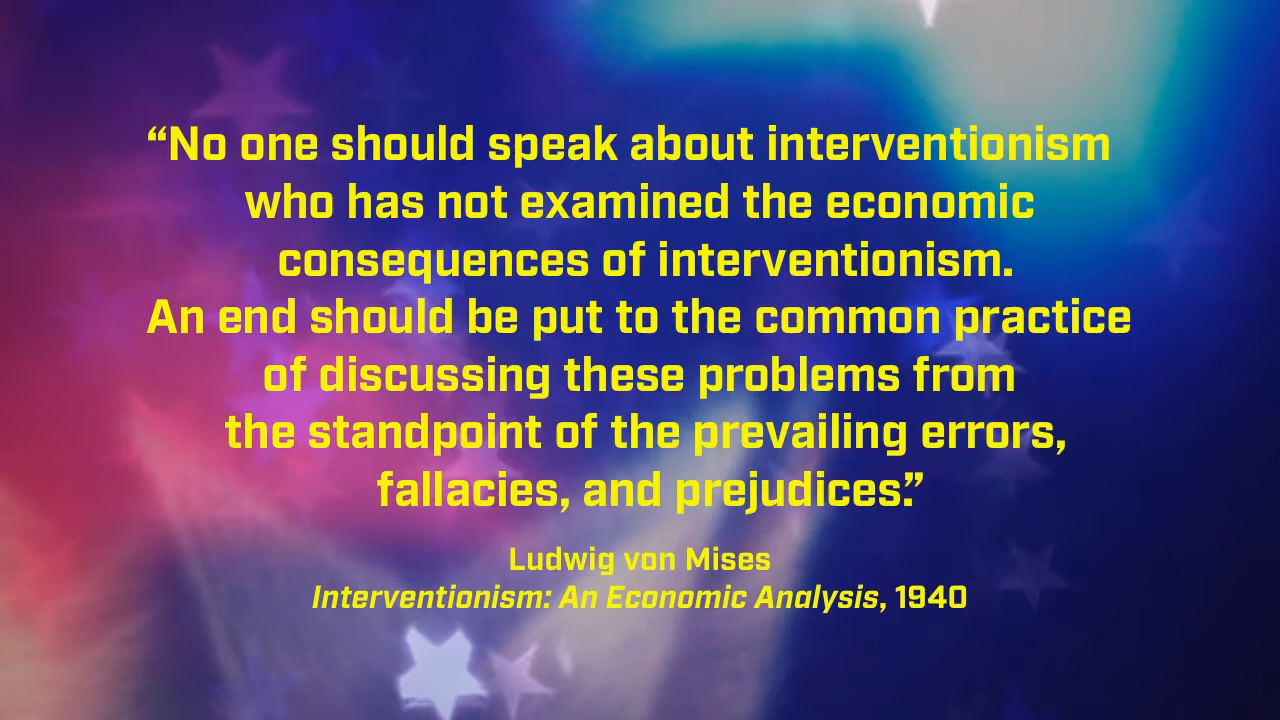 “No one should speak about interventionism
who has not examined the economic
consequences of interventionism.
An end should be put to the common practice
of discussing these problems from
the standpoint of the prevailing errors,
fallacies, and prejudices.”
Ludwig von Mises
Interventionism: An Economic Analysis, 1940